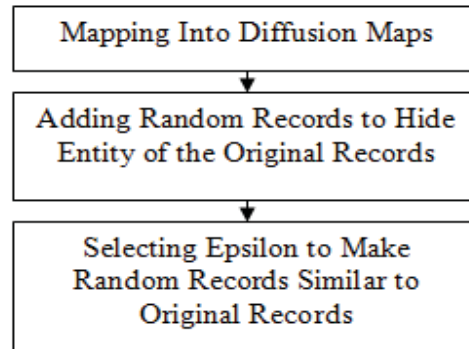 Mapping Into Diffusion Maps
Adding Random Records to Hide
Entity of the Original Records
Selecting Epsilon to Make
Random Records Similar to
Original Records